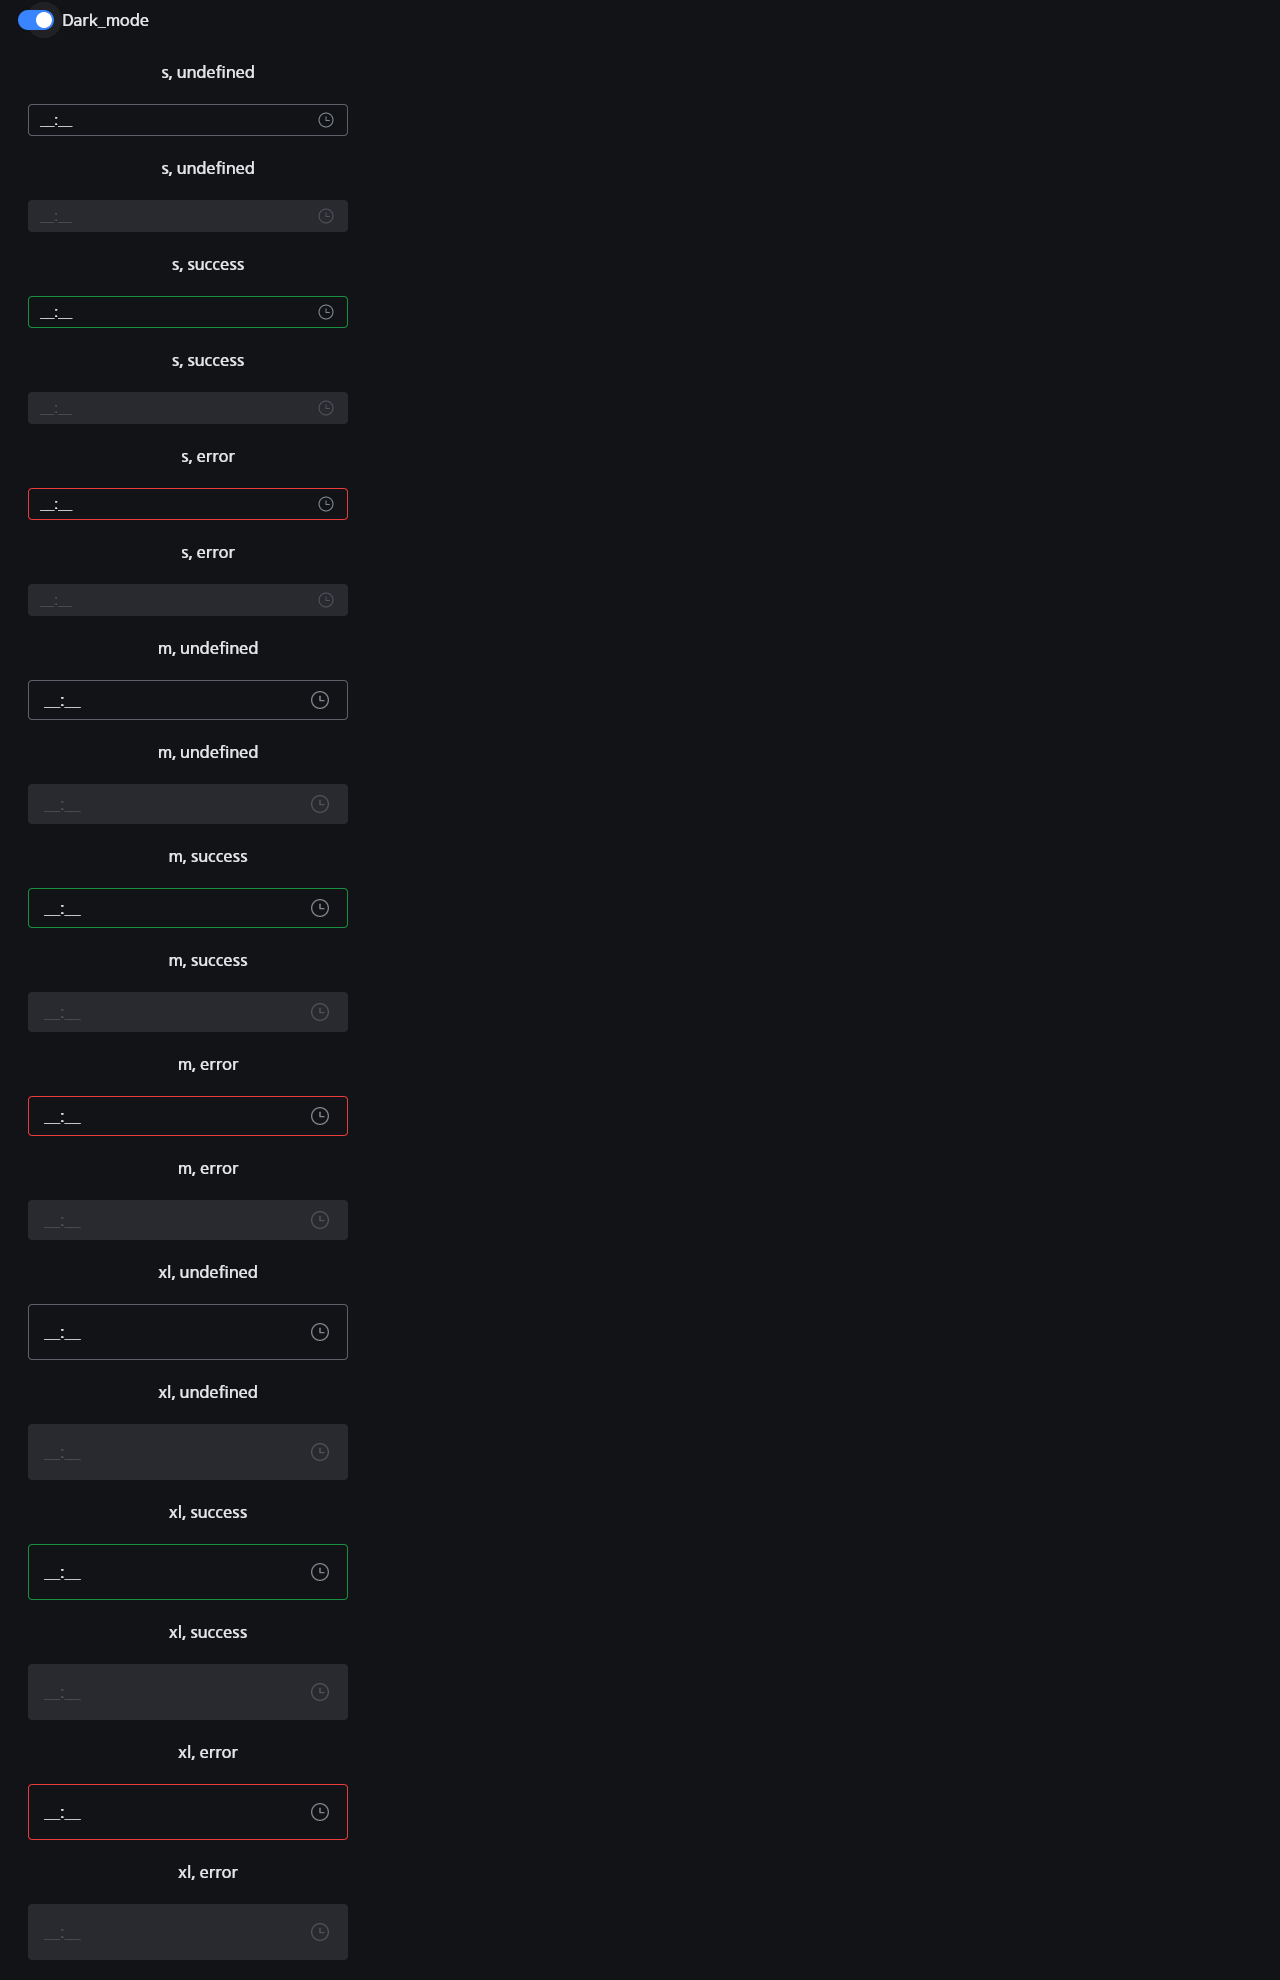 Dark_mode
s, undefined
__:__
s, undefined
__:__
s, success
__:__
s, success
__:__
s, error
__:__
s, error
__:__
m, undefined
__:__
m, undefined
__:__
m, success
__:__
m, success
__:__
m, error
__:__
m, error
__:__
xl, undefined
__:__
xl, undefined
__:__
xl, success
__:__
xl, success
__:__
xl, error
__:__
xl, error
__:__